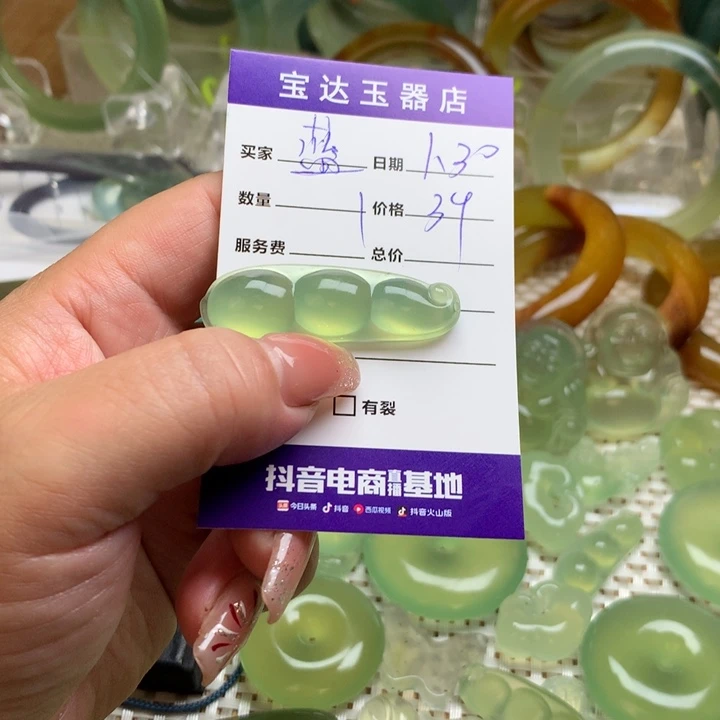 宝达玉器店
买家 蓝 日期 1.30
数量 1 价格 34
服务费 总价
有裂
抖音电商直播基地
今日头条 抖音 西瓜视频 抖音火山版